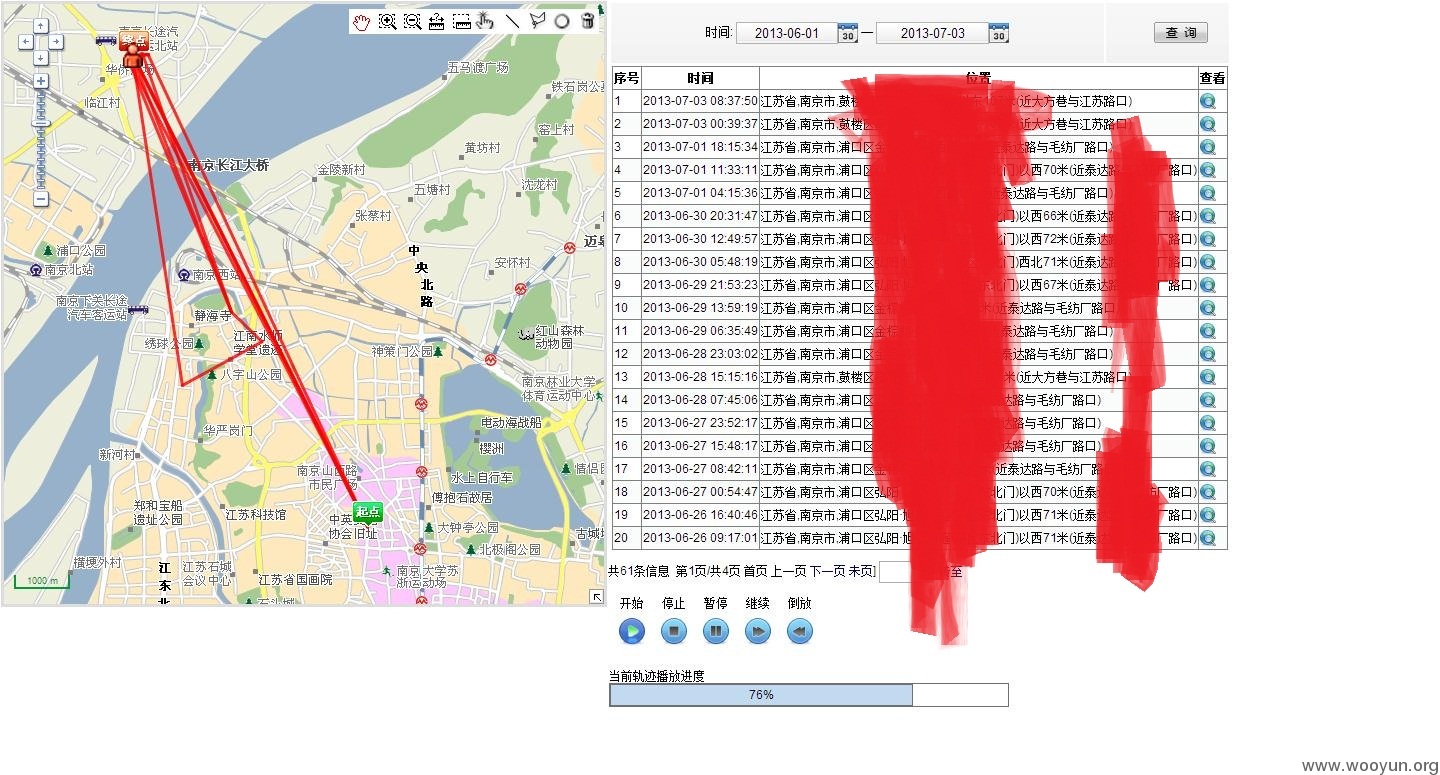 南京长途汽
车北站
终点
华侨广场
临江村
五马渡广场
铁石岗公
窑上村
黄坊村
南京长江大桥
金陵新村
五塘村
沈龙村
张蔡村
浦口公园
南京北站
中央北路
安怀村
迈皋
南京西站
南京下关长途
汽车客运站
静海寺
绣球公园
江南水师
学堂遗迹
红山森林
动物园
神策门公园
八字山公园
南京林业大学
体育运动中心
华严岗门
电动海战船
樱洲
新河村
南京山西路
市民广场
水上自行车
情侣
傅抱石故居
郑和宝船
遗址公园
江苏科技馆
起点
协会旧址
大钟亭公园
古城
北极阁公园
横埂外村
江苏石城
会议中心
江苏省国画院
南京大学苏
浙运动场
江东北
石头城
1000 m
时间: 2013-06-01 30 — 2013-07-03 30 查 询
序号 时间 位置 查看
1 2013-07-03 08:37:50 江苏省,南京市,鼓楼 (近大方巷与江苏路口)
2 2013-07-03 00:39:37 江苏省,南京市,鼓楼区 近大方巷与江苏路口)
3 2013-07-01 18:15:34 江苏省,南京市,浦口区 泰达路与毛纺厂路口)
4 2013-07-01 11:33:11 江苏省,南京市,浦口区 北门)以西70米(近泰达 厂路口)
5 2013-07-01 04:15:36 江苏省,南京市,浦口区 泰达路与毛纺厂路口)
6 2013-06-30 20:31:47 江苏省,南京市,浦口区 北门)以西66米(近泰达 厂路口)
7 2013-06-30 12:49:57 江苏省,南京市,浦口区 北门)以西72米(近泰达 厂路口)
8 2013-06-30 05:48:19 江苏省,南京市,浦口区弘阳 北门)西北71米(近泰达 厂路口)
9 2013-06-29 21:53:23 江苏省,南京市,浦口区弘阳 北门)以西67米(近泰达 厂路口)
10 2013-06-29 13:59:19 江苏省,南京市,浦口区 米(近泰达路与毛纺厂路口)
11 2013-06-29 06:35:49 江苏省,南京市,浦口区 泰达路与毛纺厂路口)
12 2013-06-28 23:03:02 江苏省,南京市,浦口区 泰达路与毛纺厂路口)
13 2013-06-28 15:15:16 江苏省,南京市,鼓楼区 米(近大方巷与江苏路口)
14 2013-06-28 07:45:06 江苏省,南京市,浦口区 达路与毛纺厂路口)
15 2013-06-27 23:52:17 江苏省,南京市,浦口区 达路与毛纺厂路口)
16 2013-06-27 15:48:17 江苏省,南京市,浦口区 达路与毛纺厂路口)
17 2013-06-27 08:42:11 江苏省,南京市,浦口区 近泰达路与毛纺厂路
18 2013-06-27 00:54:47 江苏省,南京市,浦口区弘阳 北门)以西70米(近泰达 厂路口)
19 2013-06-26 16:40:46 江苏省,南京市,浦口区弘阳 北门)以西71米(近泰达 路口)
20 2013-06-26 09:17:01 江苏省,南京市,浦口区弘阳 北门)以西71米(近泰达 路口)
共61条信息 第1页/共4页 首页 上一页 下一页 末页] 至
开始 停止 暂停 继续 倒放
当前轨迹播放进度
76%
www.wooyun.org